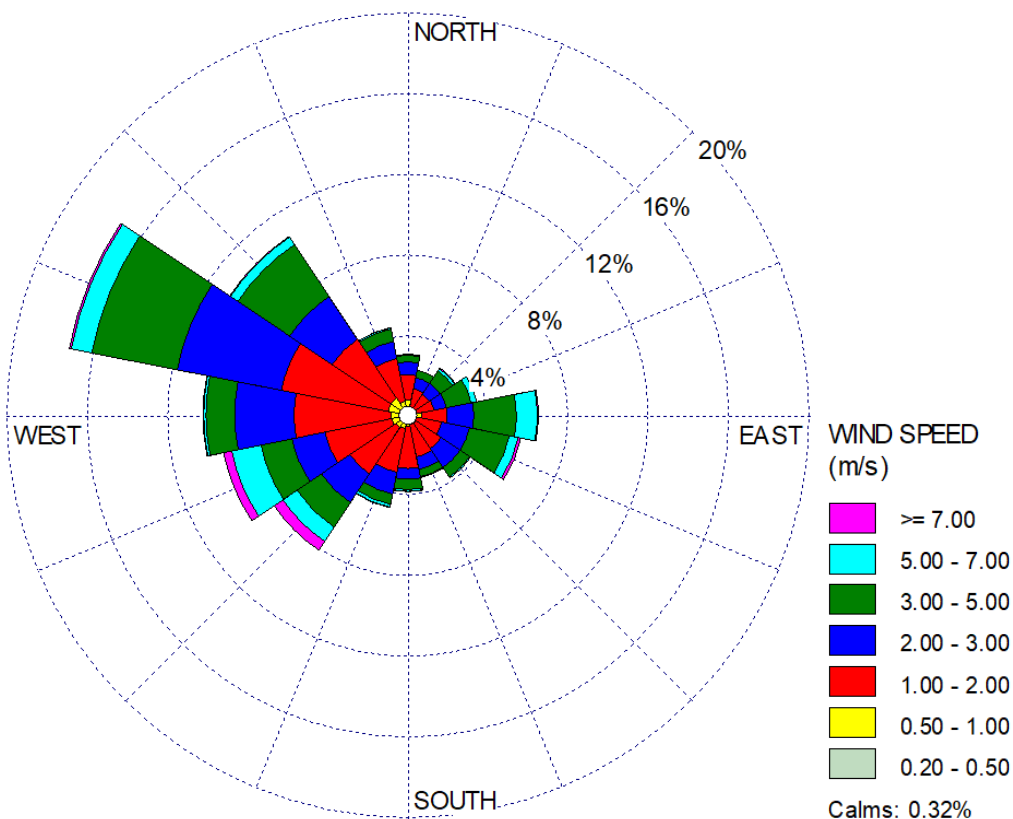 NORTH
20%
16%
12%
8%
4%
WEST
EAST
SOUTH
WIND SPEED
(m/s)
>= 7.00
5.00 - 7.00
3.00 - 5.00
2.00 - 3.00
1.00 - 2.00
0.50 - 1.00
0.20 - 0.50
Calms: 0.32%